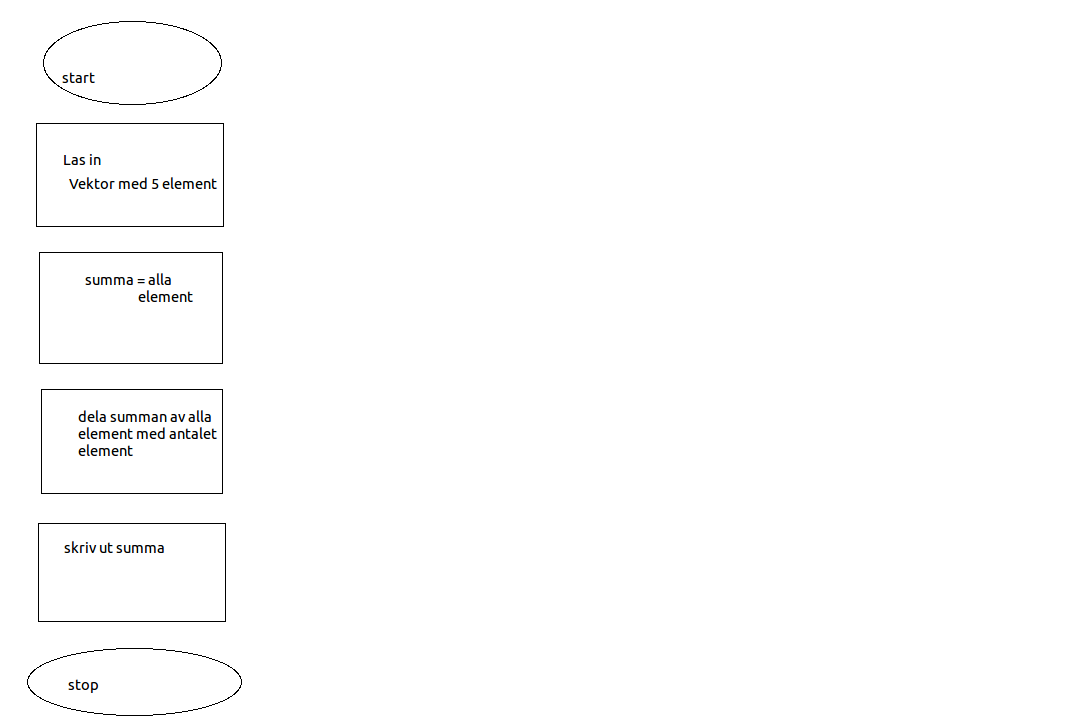 start
Las in
Vektor med 5 element
summa = alla
element
dela summan av alla
element med antalet
element
skriv ut summa
stop